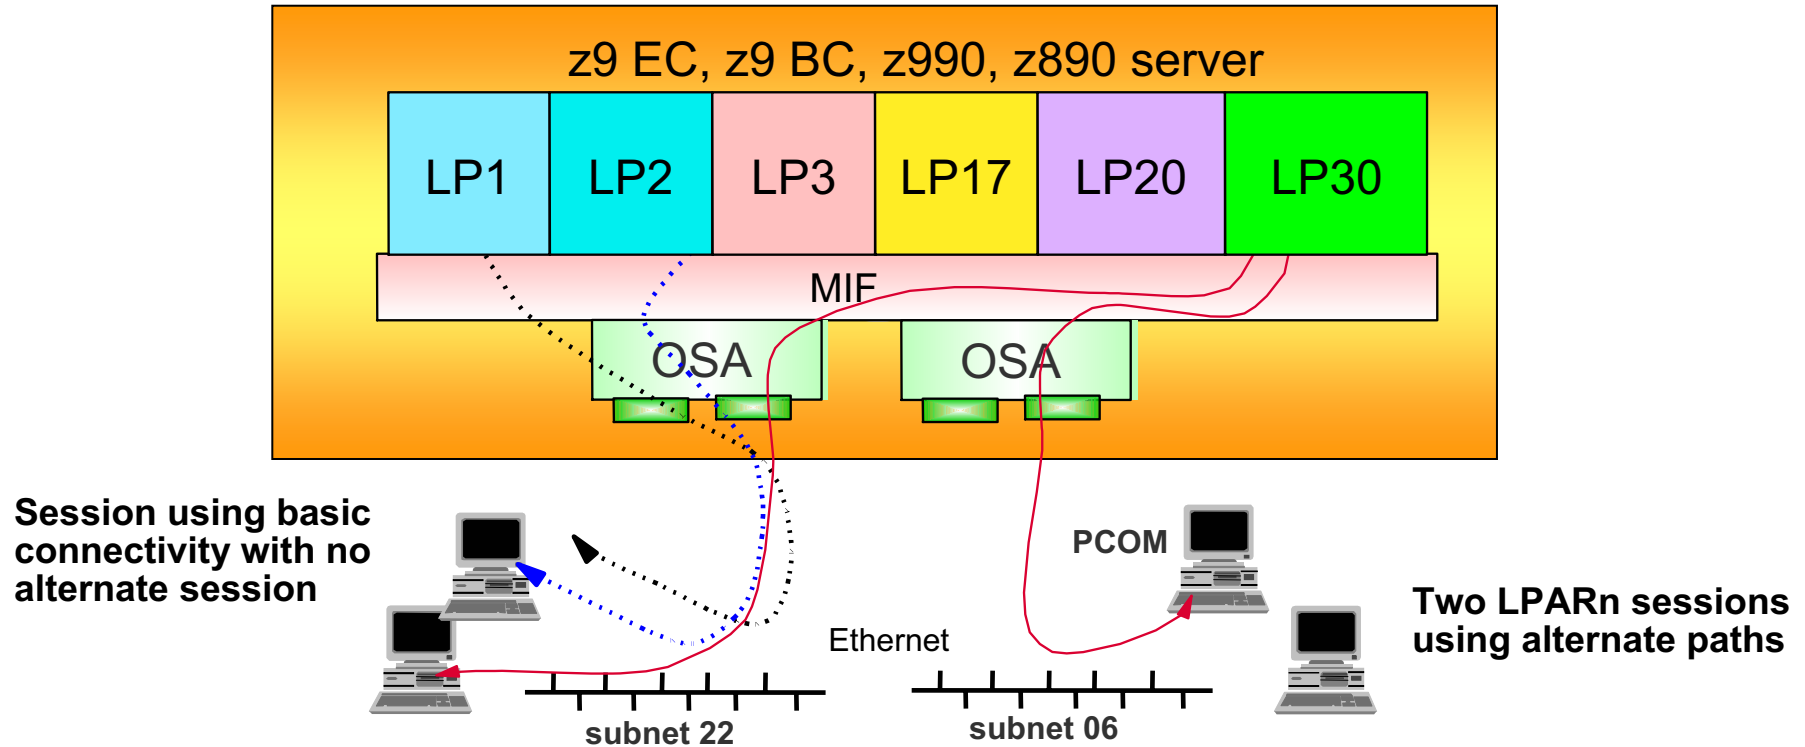 z9 EC, z9 BC, z990, z890 server
LP1
LP2
LP3
LP17
LP20
LP30
MIF
OSA
OSA
Session using basic
connectivity with no
alternate session
PCOM
Two LPARn sessions
using alternate paths
Ethernet
subnet 22
subnet 06